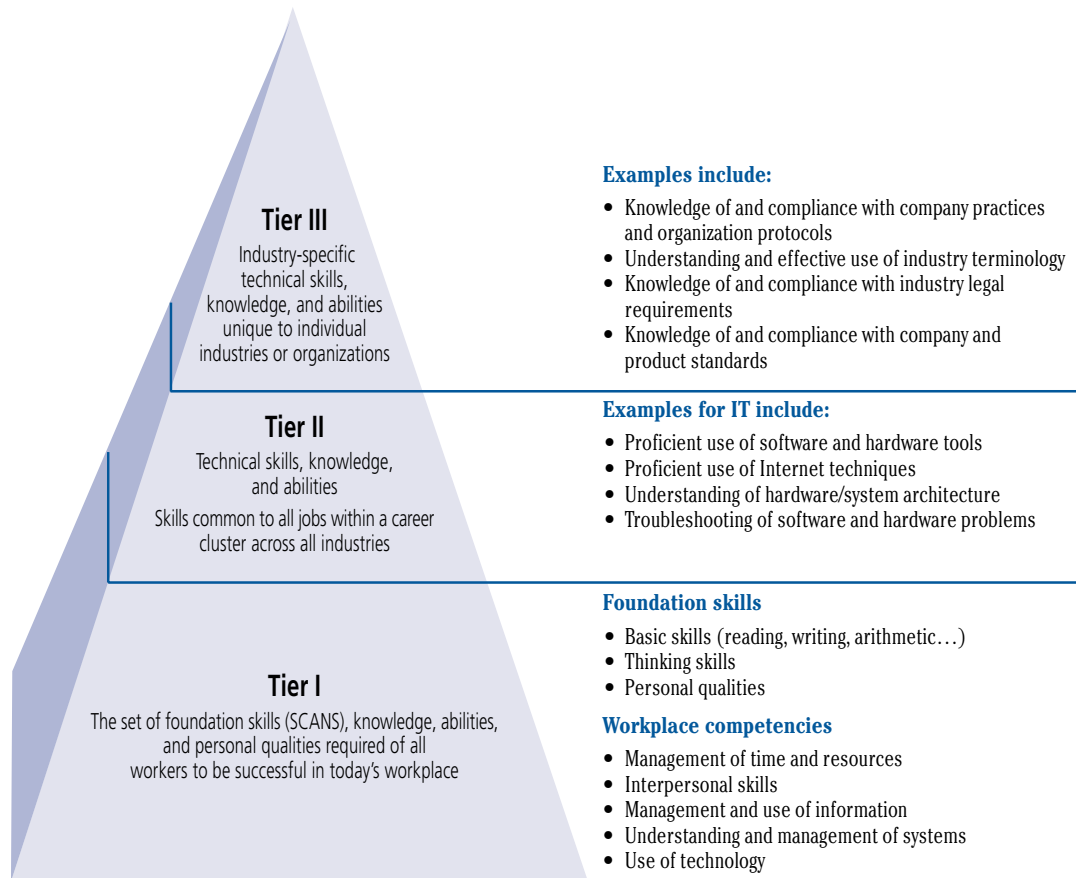 Tier III
Industry-specific
technical skills,
knowledge, and abilities
unique to individual
industries or organizations
Examples include:
• Knowledge of and compliance with company practices
and organization protocols
• Understanding and effective use of industry terminology
• Knowledge of and compliance with industry legal
requirements
• Knowledge of and compliance with company and
product standards
Tier II
Technical skills, knowledge,
and abilities
Skills common to all jobs within a career
cluster across all industries
Examples for IT include:
• Proficient use of software and hardware tools
• Proficient use of Internet techniques
• Understanding of hardware/system architecture
• Troubleshooting of software and hardware problems
Tier I
The set of foundation skills (SCANS), knowledge, abilities,
and personal qualities required of all
workers to be successful in today’s workplace
Foundation skills
• Basic skills (reading, writing, arithmetic…)
• Thinking skills
• Personal qualities
Workplace competencies
• Management of time and resources
• Interpersonal skills
• Management and use of information
• Understanding and management of systems
• Use of technology